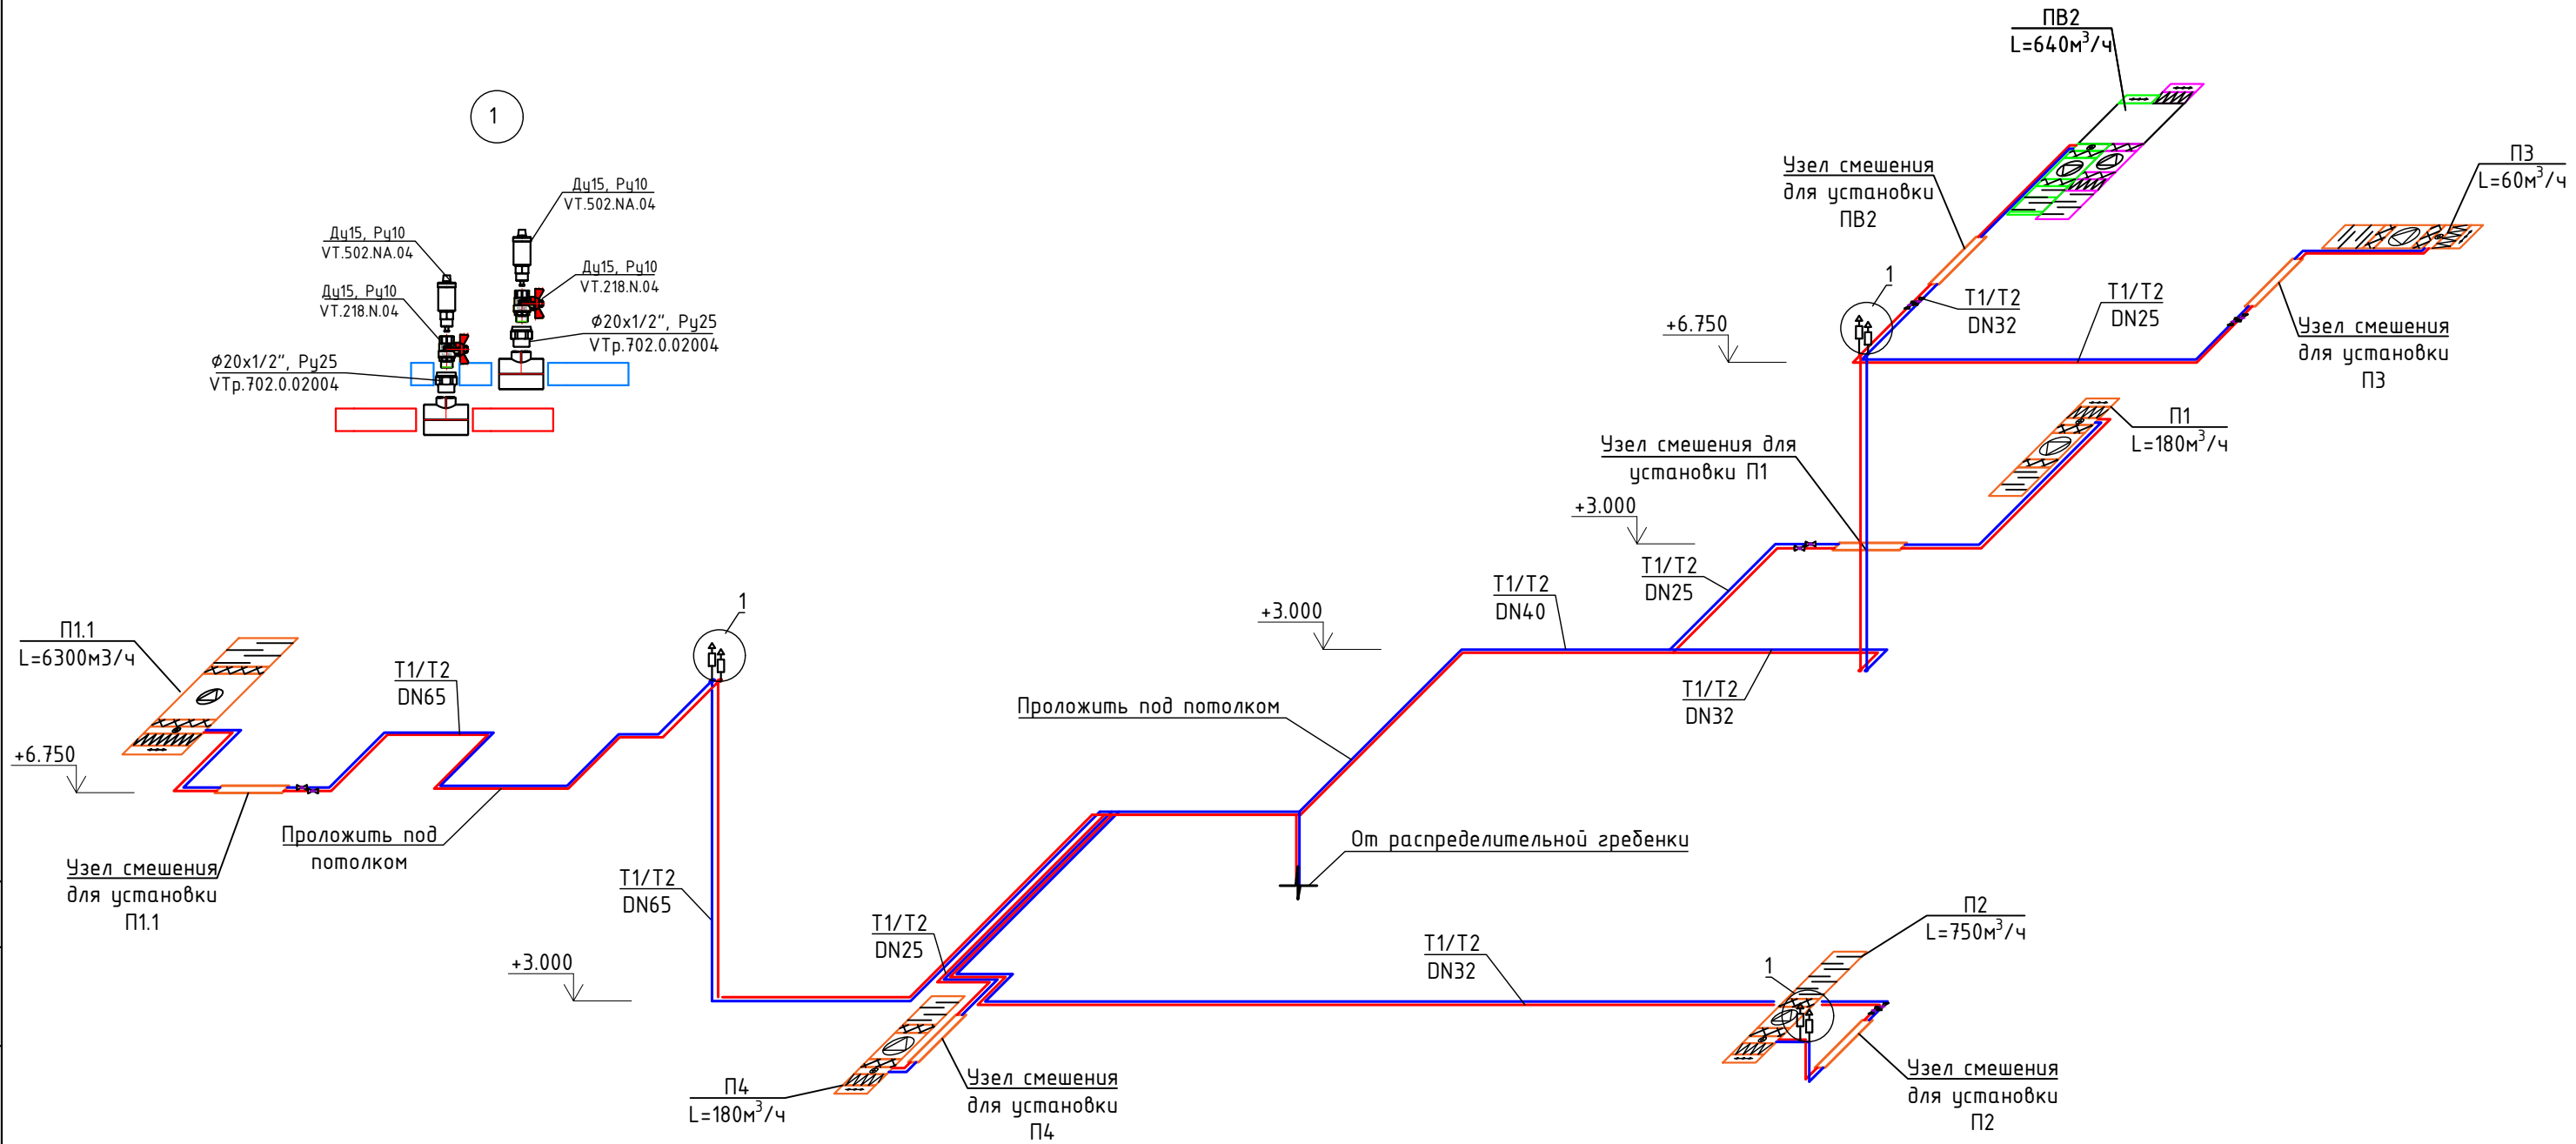 1
Ду15, Ру10
VT.502.NA.04
Ду15, Ру10
VT.502.NA.04
Ду15, Ру10
VT.218.N.04
Ду15, Ру10
VT.218.N.04
Ф20х1/2", Ру25
VTp.702.0.02004
Ф20х1/2", Ру25
VTp.702.0.02004
ПВ2
L=640м³/ч
Узел смешения
для установки
ПВ2
П3
L=60м³/ч
1
+6.750
Т1/Т2
DN32
Т1/Т2
DN25
Узел смешения
для установки
П3
П1
L=180м³/ч
Узел смешения для
установки П1
+3.000
Т1/Т2
DN25
Т1/Т2
DN40
+3.000
Т1/Т2
DN32
Проложить под потолком
П1.1
L=6300м3/ч
1
Т1/Т2
DN65
+6.750
Проложить под
потолком
Узел смешения
для установки
П1.1
От распределительной гребенки
Т1/Т2
DN65
Т1/Т2
DN25
+3.000
Т1/Т2
DN32
П2
L=750м³/ч
1
П4
L=180м³/ч
Узел смешения
для установки
П4
Узел смешения
для установки
П2